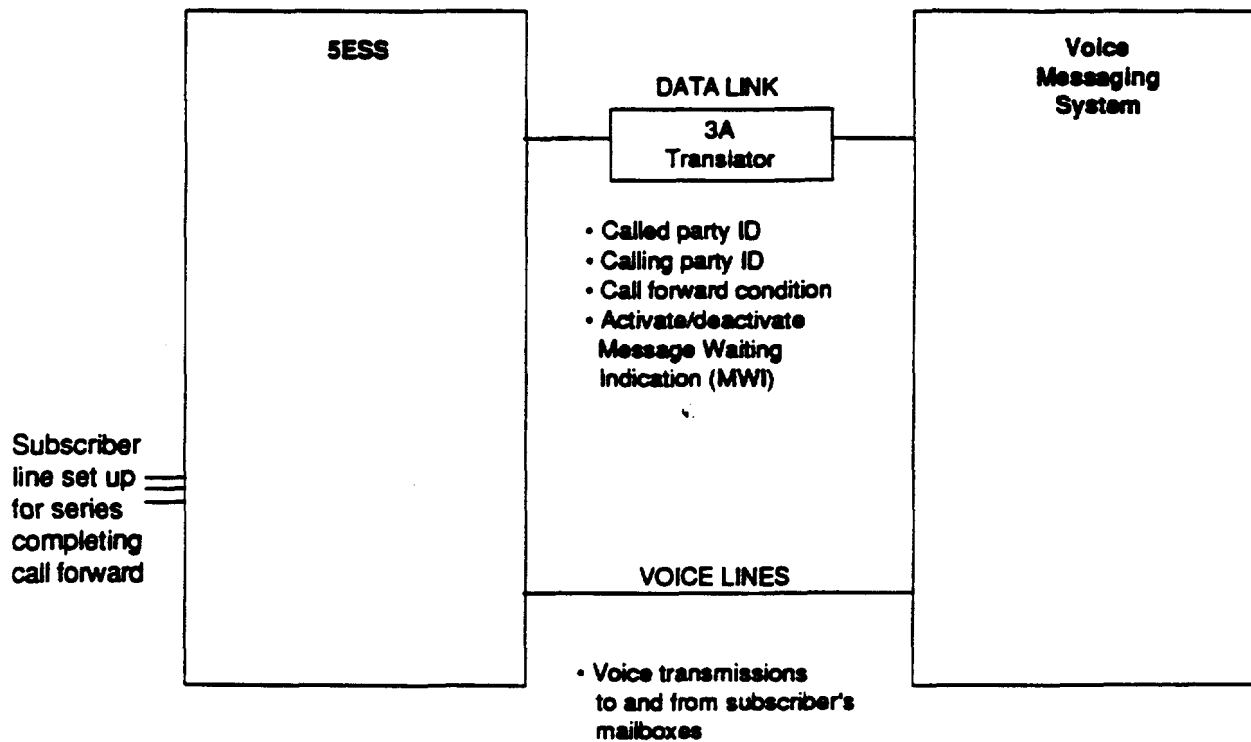 5ESS
Voice
Messaging
System
DATA LINK
3A
Translator
• Called party ID
• Calling party ID
• Call forward condition
• Activate/deactivate
Message Waiting
Indication (MWI)
Subscriber
line set up
for series
completing
call forward
VOICE LINES
• Voice transmissions
to and from subscriber's
mailboxes